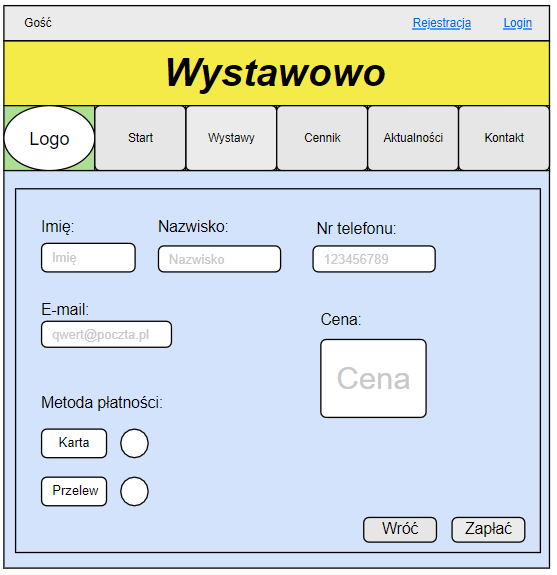 Gość Rejestracja Login
Wystawowo
Logo Start Wystawy Cennik Aktualności Kontakt
Imię: Nazwisko: Nr telefonu:
Imię Nazwisko 123456789
E-mail:
qwert@poczta.pl
Cena:
Cena
Metoda płatności:
Karta
Przelew
Wróć Zapłać